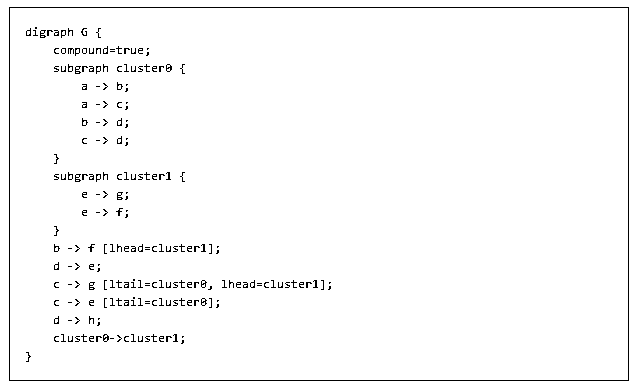 digraph G {
    compound=true;
    subgraph cluster0 {
        a -> b;
        a -> c;
        b -> d;
        c -> d;
    }
    subgraph cluster1 {
        e -> g;
        e -> f;
    }
    b -> f [lhead=cluster1];
    d -> e;
    c -> g [ltail=cluster0, lhead=cluster1];
    c -> e [ltail=cluster0];
    d -> h;
    cluster0->cluster1;
}